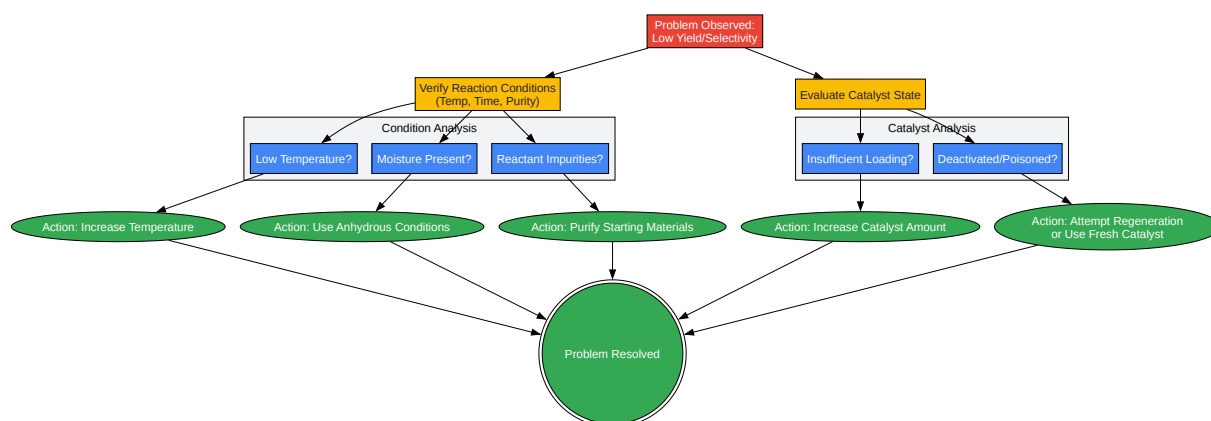 Problem Observed:
Low Yield/Selectivity
Verify Reaction Conditions
(Temp, Time, Purity)
Evaluate Catalyst State
Condition Analysis
Catalyst Analysis
Low Temperature?
Moisture Present?
Reactant Impurities?
Insufficient Loading?
Deactivated/Poisoned?
Action: Increase Temperature
Action: Use Anhydrous Conditions
Action: Purify Starting Materials
Action: Increase Catalyst Amount
Action: Attempt Regeneration
or Use Fresh Catalyst
Problem Resolved